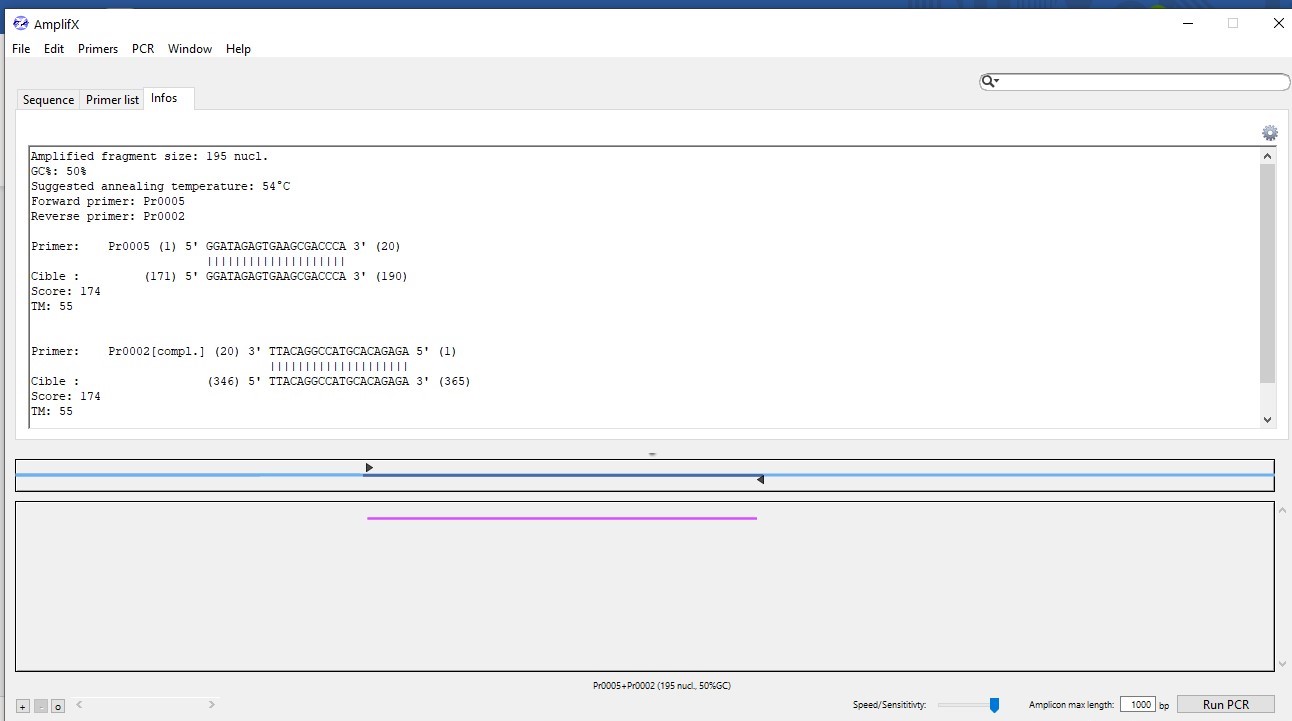 AmplifX
File Edit Primers PCR Window Help
Sequence Primer list Infos
Amplified fragment size: 195 nucl.
GC%: 50%
Suggested annealing temperature: 54°C
Forward primer: Pr0005
Reverse primer: Pr0002
Primer: Pr0005 (1) 5' GGATAGAGTGAAGCGACCCA 3' (20)
||||||||||||||||||||
Cible : (171) 5' GGATAGAGTGAAGCGACCCA 3' (190)
Score: 174
TM: 55
Primer: Pr0002[compl.] (20) 3' TTACAGGCCATGCACAGAGA 5' (1)
||||||||||||||||||||
Cible : (346) 5' TTACAGGCCATGCACAGAGA 3' (365)
Score: 174
TM: 55
Pr0005+Pr0002 (195 nucl., 50%GC)
+ - o < > Speed/Sensititivty: Amplicon max length: 1000 bp Run PCR